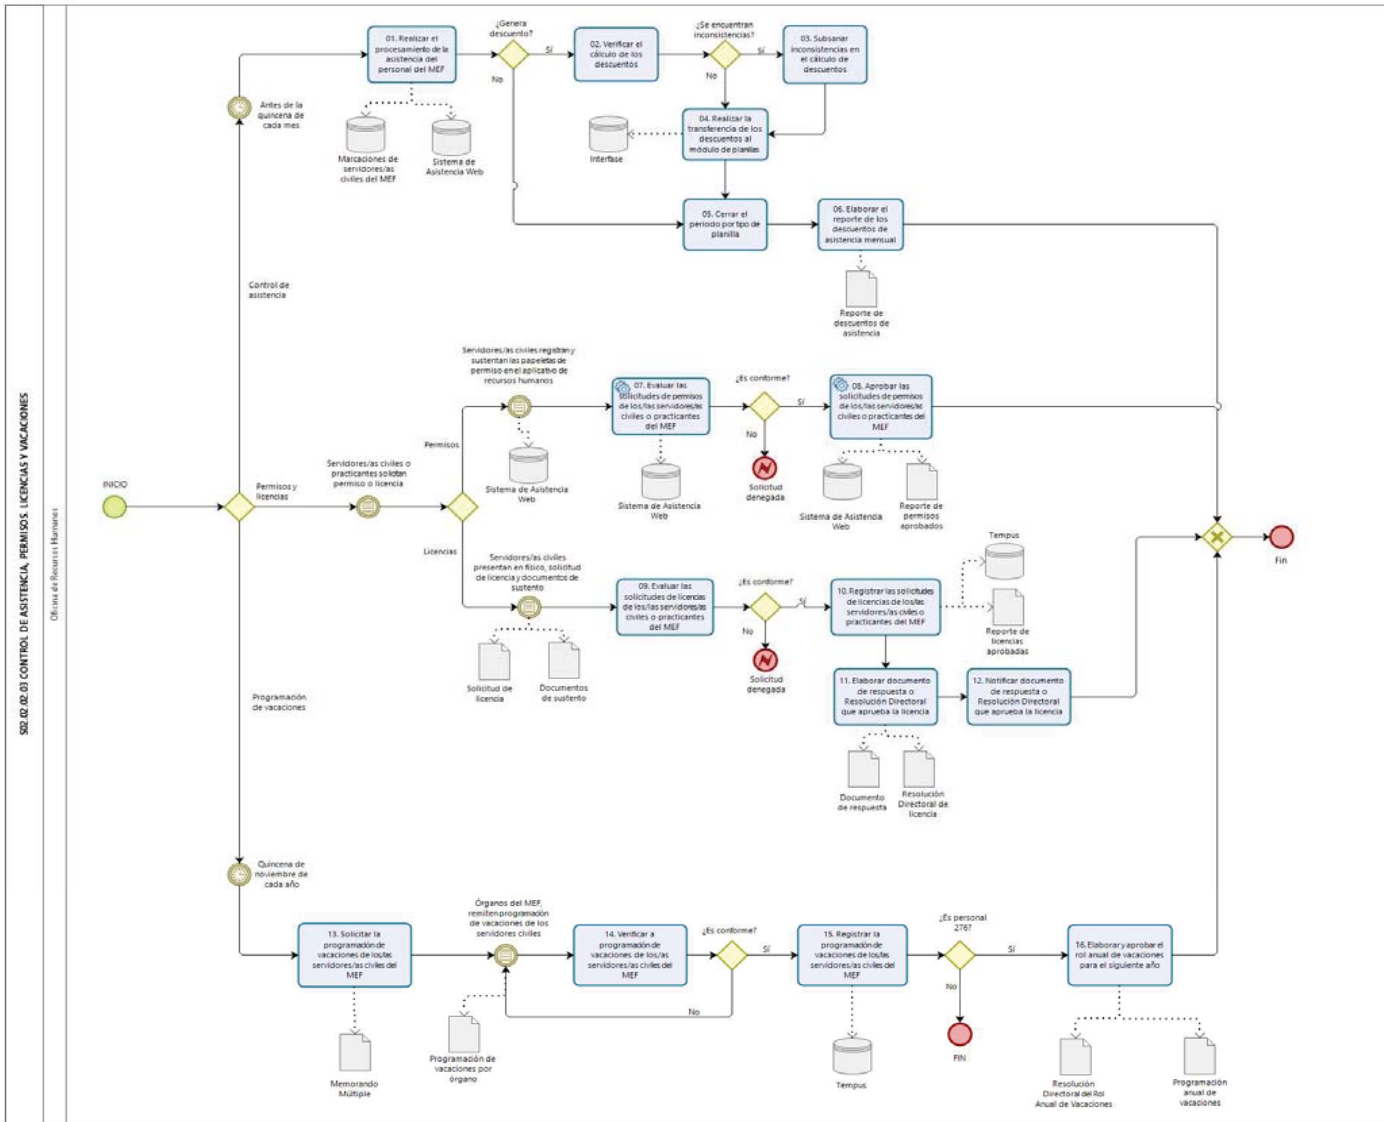 S02.02.03 CONTROL DE ASISTENCIA, PERMISOS, LICENCIAS Y VACACIONES
Oficina de Recursos Humanos
INICIO
Control de
asistencia
Antes de la
quincena de
cada mes
01. Realizar el
procesamiento de la
asistencia del
personal del MEF
Marcaciones de
servidores/as
civiles del MEF
Sistema de
Asistencia Web
¿Genera
descuento?
Sí
No
02. Verificar el
cálculo de los
descuentos
¿Se encuentran
inconsistencias?
Sí
No
03. Subsanar
inconsistencias en
el cálculo de
descuentos
04. Realizar la
transferencia de los
descuentos al
módulo de planillas
Interfase
05. Cerrar el
periodo por tipo de
planilla
06. Elaborar el
reporte de los
descuentos de
asistencia mensual
Reporte de
descuentos de
asistencia
Permisos y
licencias
Servidores/as civiles o
practicantes solicitan
permiso o licencia
Permisos
Servidores/as civiles registran y
sustentan las papeletas de
permiso en el aplicativo de
recursos humanos
Sistema de Asistencia
Web
07. Evaluar las
solicitudes de permisos
de los/las servidores/as
civiles o practicantes
del MEF
Sistema de Asistencia
Web
¿Es conforme?
Sí
No
Solicitud
denegada
08. Aprobar las
solicitudes de permisos
de los/las servidores/as
civiles o practicantes
del MEF
Sistema de Asistencia
Web
Reporte de
permisos
aprobados
Licencias
Servidores/as civiles
presentan en físico, solicitud
de licencia y documentos de
sustento
Solicitud de
licencia
Documentos
de sustento
09. Evaluar las
solicitudes de licencias
de los/las servidores/as
civiles o practicantes
del MEF
¿Es conforme?
Sí
No
Solicitud
denegada
10. Registrar las solicitudes
de licencias de los/las
servidores/as civiles o
practicantes del MEF
Tempus
Reporte de
licencias
aprobadas
11. Elaborar documento
de respuesta o
Resolución Directoral
que aprueba la licencia
Documento
de respuesta
Resolución
Directoral de
licencia
12. Notificar documento
de respuesta o
Resolución Directoral
que aprueba la licencia
Fin
Programación
de vacaciones
Quincena de
noviembre de
cada año
13. Solicitar la
programación de
vacaciones de los/las
servidores/as civiles del
MEF
Memorando
Múltiple
Órganos del MEF,
remiten programación
de vacaciones de los
servidores civiles
Programación de
vacaciones por
órgano
14. Verificar a
programación de
vacaciones de los/as
servidores/as civiles del
MEF
¿Es conforme?
Sí
No
15. Registrar la
programación de
vacaciones de los/as
servidores/as civiles del
MEF
Tempus
¿Es personal
276?
Sí
No
FIN
16. Elaborar y aprobar el
rol anual de vacaciones
para el siguiente año
Resolución
Directoral del Rol
Anual de Vacaciones
Programación
anual de
vacaciones